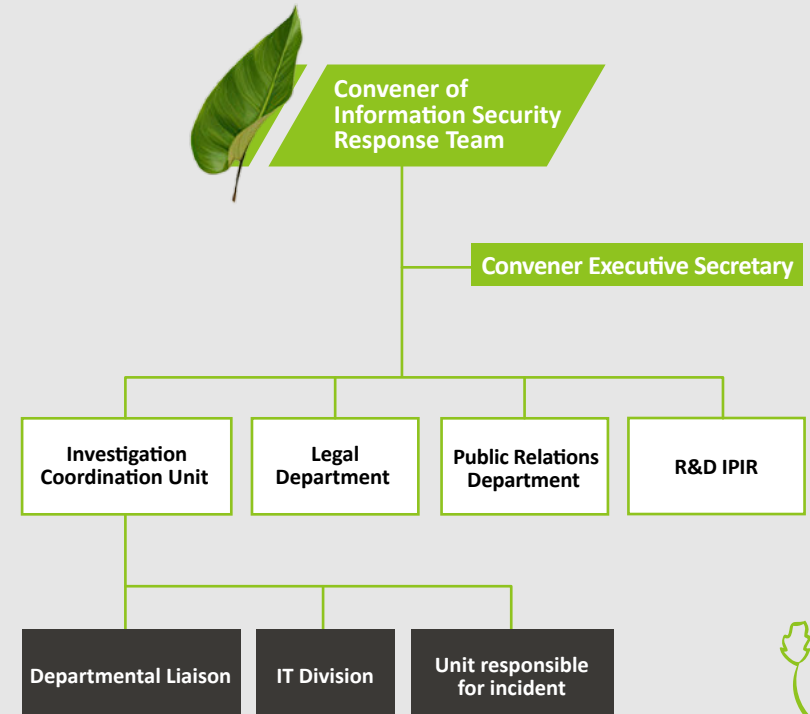 Convener of
Information Security
Response Team
Convener Executive Secretary
Investigation
Coordination Unit
Legal
Department
Public Relations
Department
R&D IPIR
Departmental Liaison
IT Division
Unit responsible
for incident